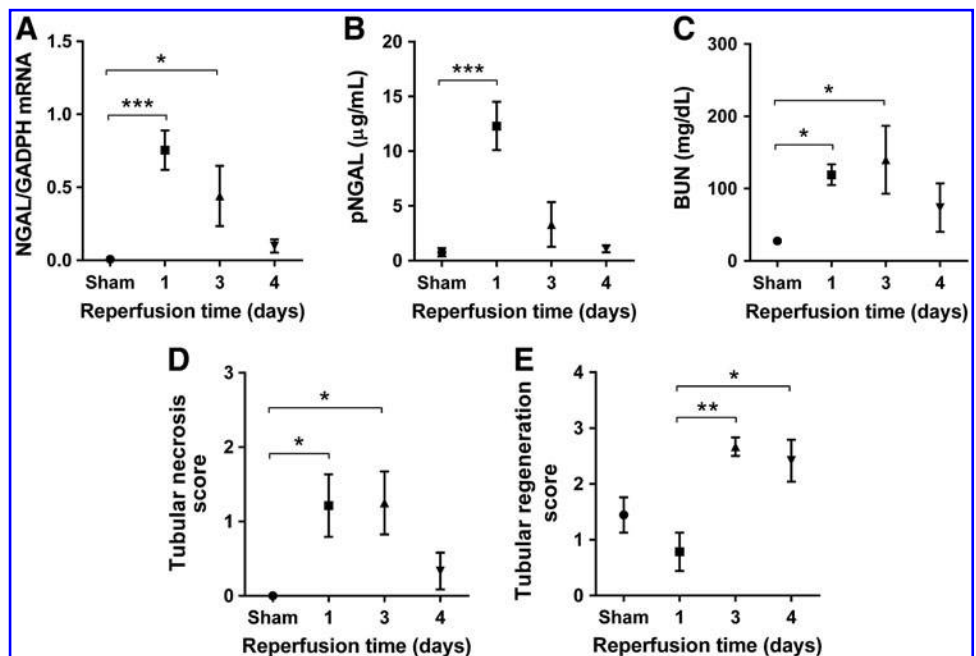 A
NGAL/GADPH mRNA
1.5
1.0
0.5
0.0
*
***
Sham 1 3 4
Reperfusion time (days)
B
pNGAL (μg/mL)
20
15
10
5
0
***
Sham 1 3 4
Reperfusion time (days)
C
BUN (mg/dL)
300
200
100
0
*
*
Sham 1 3 4
Reperfusion time (days)
D
Tubular necrosis
score
3
2
1
0
*
*
Sham 1 3 4
Reperfusion time (days)
E
Tubular regeneration
score
4
3
2
1
0
*
**
Sham 1 3 4
Reperfusion time (days)